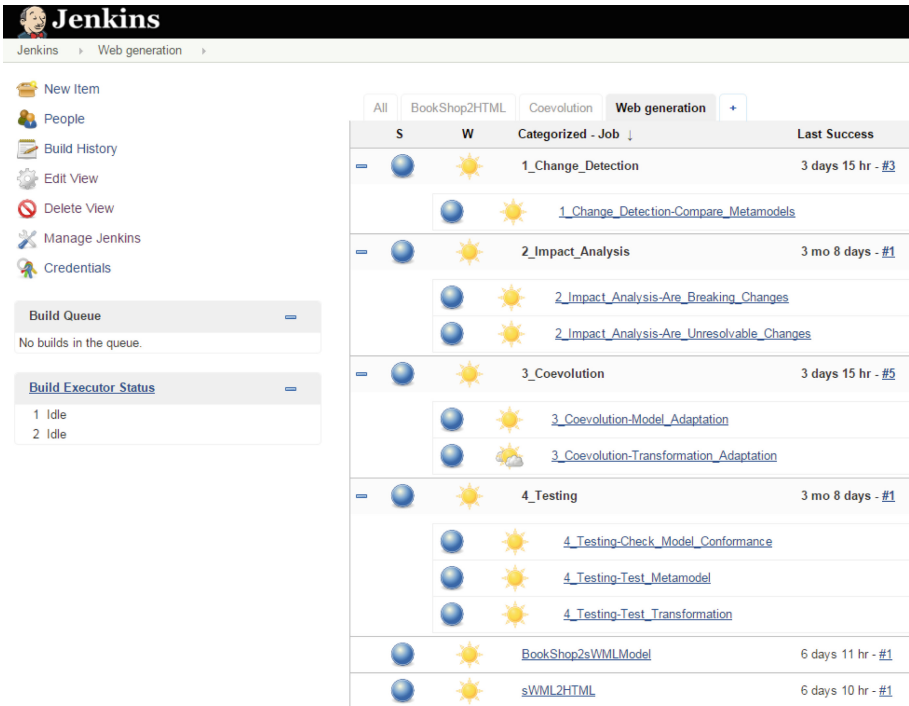 Jenkins
Jenkins Web generation
New Item
People
Build History
Edit View
Delete View
Manage Jenkins
Credentials
Build Queue
No builds in the queue.
Build Executor Status
1 Idle
2 Idle
All BookShop2HTML Coevolution Web generation +
S W Categorized - Job ↓ Last Success
1_Change_Detection 3 days 15 hr - #3
1_Change_Detection-Compare_Metamodels
2_Impact_Analysis 3 mo 8 days - #1
2_Impact_Analysis-Are_Breaking_Changes
2_Impact_Analysis-Are_Unresolvable_Changes
3_Coevolution 3 days 15 hr - #5
3_Coevolution-Model_Adaptation
3_Coevolution-Transformation_Adaptation
4_Testing 3 mo 8 days - #1
4_Testing-Check_Model_Conformance
4_Testing-Test_Metamodel
4_Testing-Test_Transformation
BookShop2sWMLModel 6 days 11 hr - #1
sWML2HTML 6 days 10 hr - #1